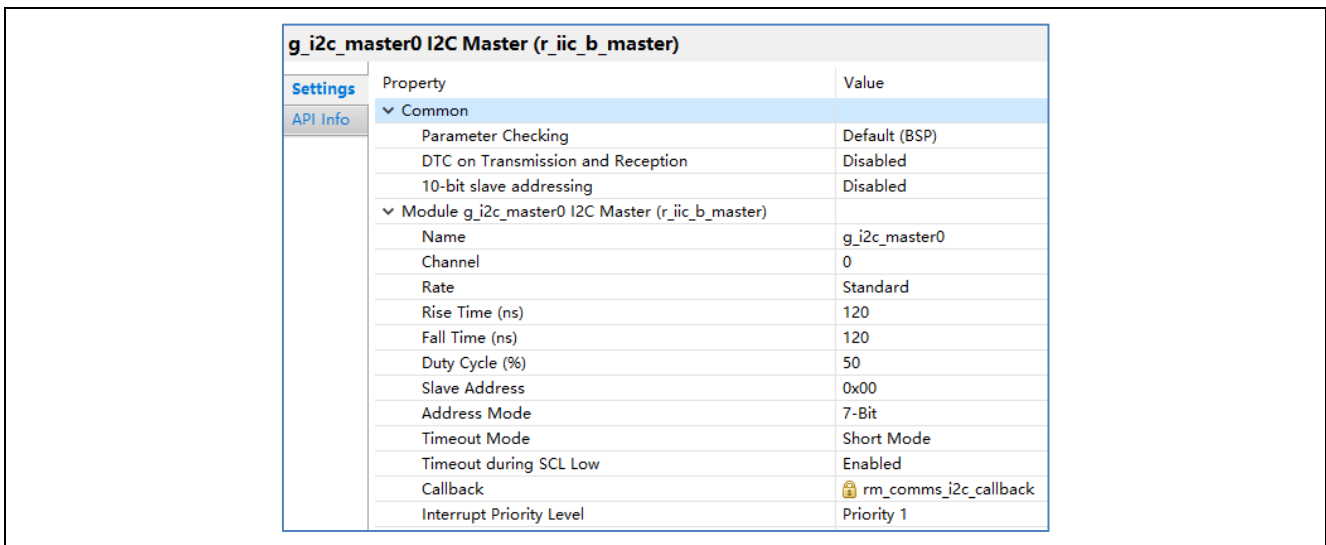 g_i2c_master0 I2C Master (r_iic_b_master)
Settings
API Info
Property Value
Common
Parameter Checking Default (BSP)
DTC on Transmission and Reception Disabled
10-bit slave addressing Disabled
Module g_i2c_master0 I2C Master (r_iic_b_master)
Name g_i2c_master0
Channel 0
Rate Standard
Rise Time (ns) 120
Fall Time (ns) 120
Duty Cycle (%) 50
Slave Address 0x00
Address Mode 7-Bit
Timeout Mode Short Mode
Timeout during SCL Low Enabled
Callback rm_comms_i2c_callback
Interrupt Priority Level Priority 1